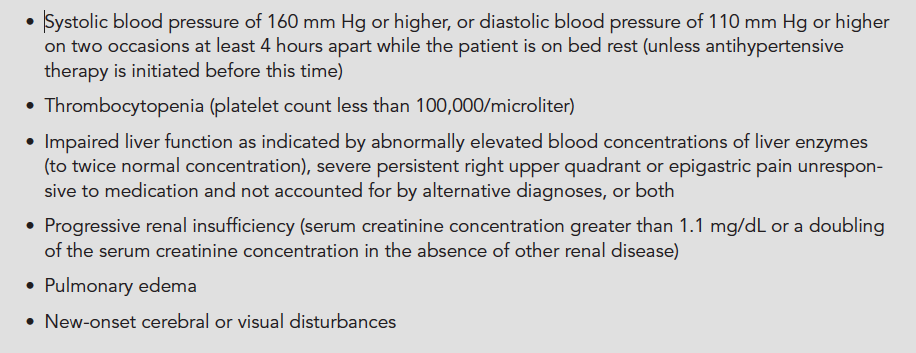 • Systolic blood pressure of 160 mm Hg or higher, or diastolic blood pressure of 110 mm Hg or higher
on two occasions at least 4 hours apart while the patient is on bed rest (unless antihypertensive
therapy is initiated before this time)
• Thrombocytopenia (platelet count less than 100,000/microliter)
• Impaired liver function as indicated by abnormally elevated blood concentrations of liver enzymes
(to twice normal concentration), severe persistent right upper quadrant or epigastric pain unrespon-
sive to medication and not accounted for by alternative diagnoses, or both
• Progressive renal insufficiency (serum creatinine concentration greater than 1.1 mg/dL or a doubling
of the serum creatinine concentration in the absence of other renal disease)
• Pulmonary edema
• New-onset cerebral or visual disturbances